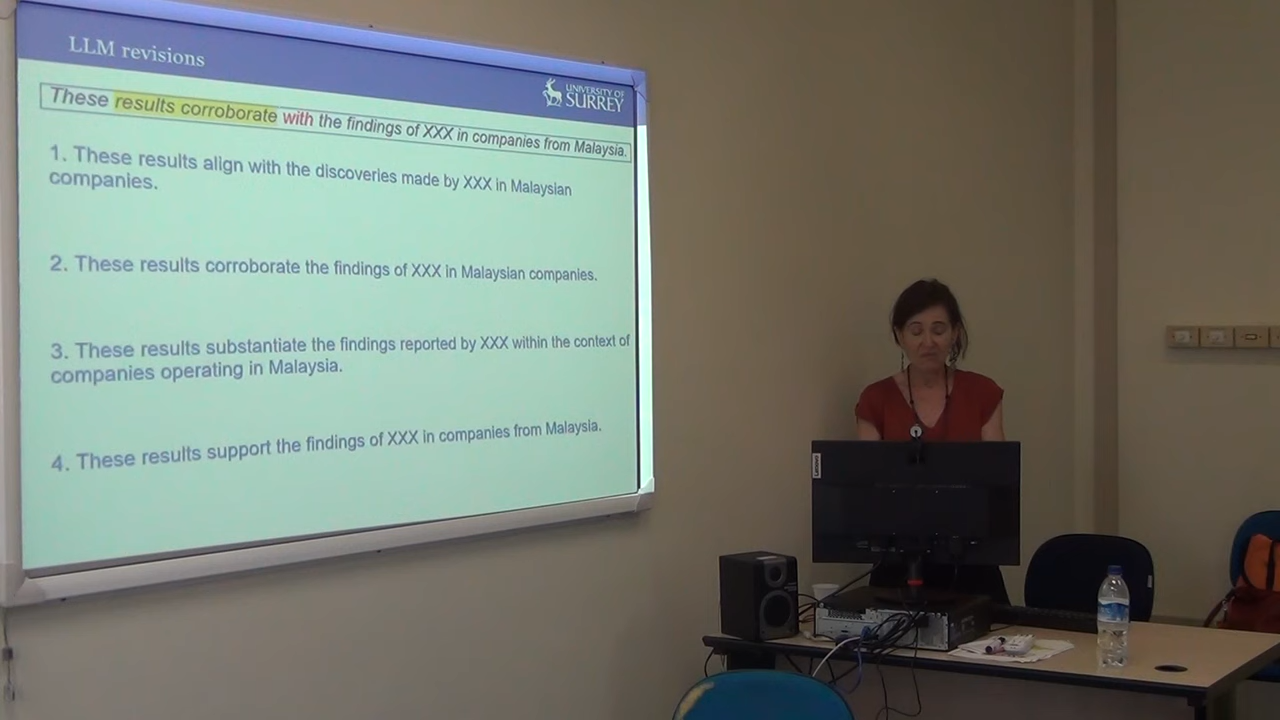 LLM revisions
UNIVERSITY OF
SURREY
These results corroborate with the findings of XXX in companies from Malaysia.
1. These results align with the discoveries made by XXX in Malaysian
companies.
2. These results corroborate the findings of XXX in Malaysian companies.
3. These results substantiate the findings reported by XXX within the context of
companies operating in Malaysia.
4. These results support the findings of XXX in companies from Malaysia.
Lenovo